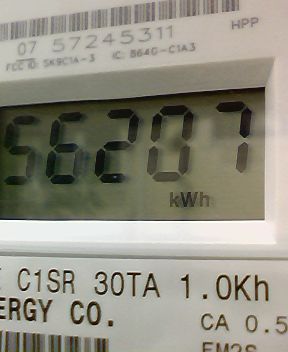 HPP
07 57245311
FCC ID: SK9C1A-3 IC: 864G-C1A3
56207
kWh
C1SR 30TA 1.0Kh
ERGY CO.
CA 0.5
EM2S